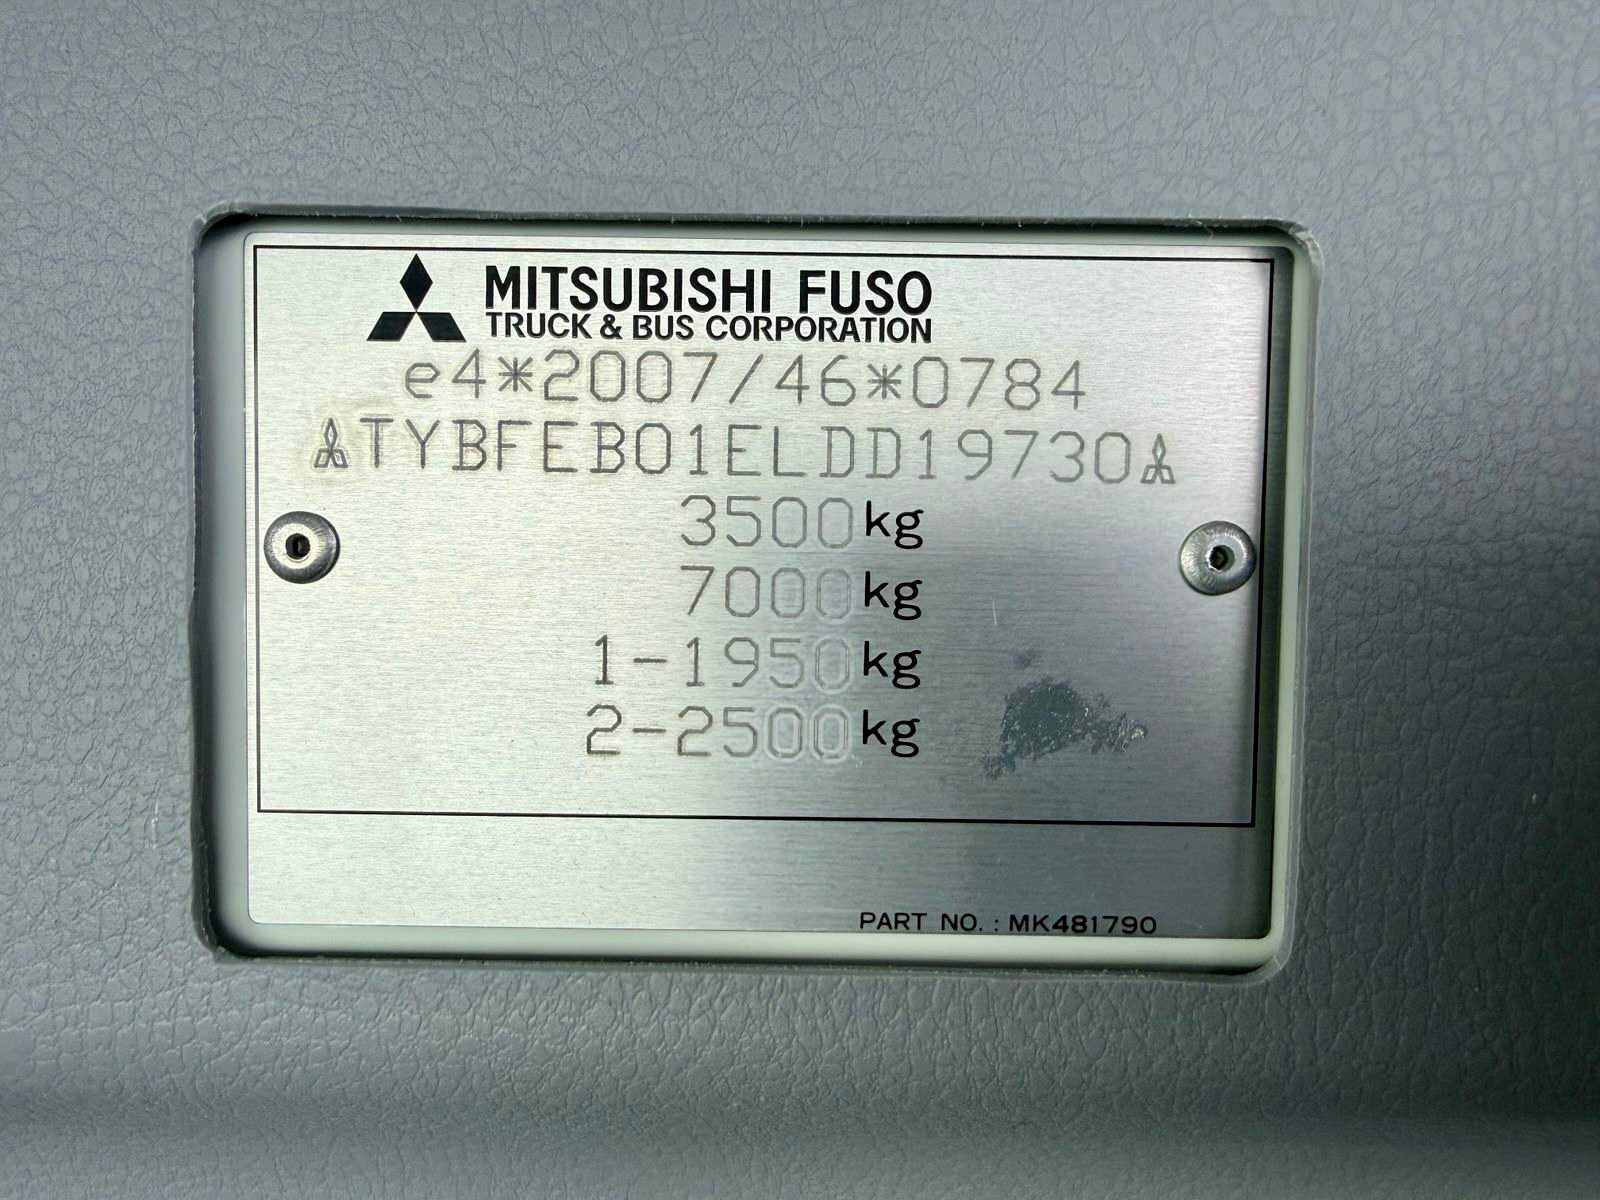 MITSUBISHI FUSO
TRUCK & BUS CORPORATION
e4*2007/46*0784
TYBFEB01ELDD19730
3500kg
7000kg
1-1950kg
2-2500kg
PART NO.: MK481790